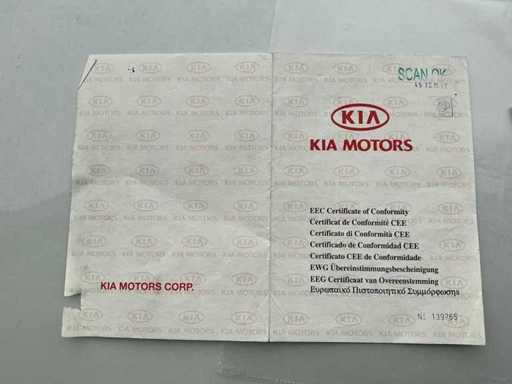 SCAN OK
KIA
KIA MOTORS
EEC Certificate of Conformity
Certificat de Conformité CEE
Certificato di Conformità CEE
Certificado de Conformidad CEE
Certificato CEE de Conformidade
EWG Übereinstimmungsbescheinigung
EEG Certificaat van Overeenstemming
Ευρωπαϊκό Πιστοποιητικό Συμμόρφωσης
KIA MOTORS CORP.